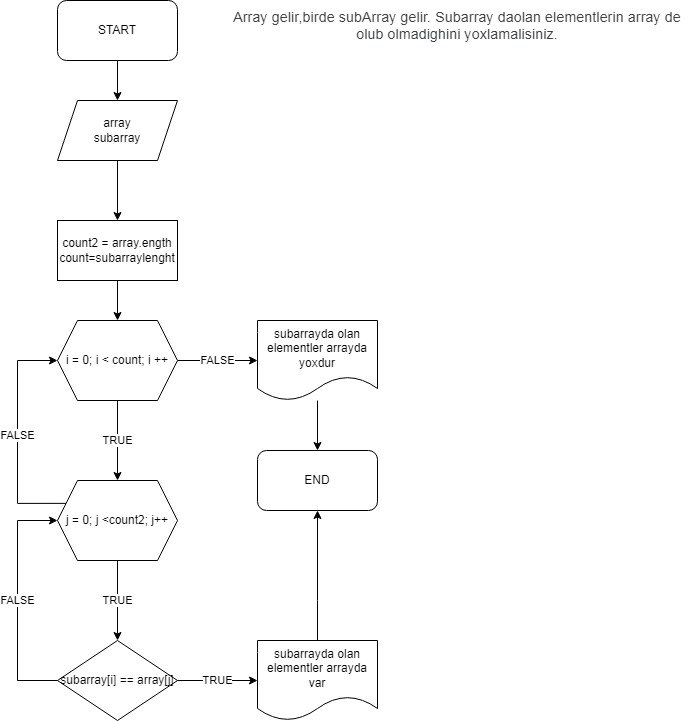 Array gelir,birde subArray gelir. Subarray daolan elementlerin array de
olub olmadighini yoxlamalisiniz.
START
array
subarray
count2 = array.ength
count=subarraylenght
i = 0; i < count; i ++
FALSE
subarrayda olan
elementler arrayda
yoxdur
FALSE
TRUE
END
j = 0; j <count2; j++
FALSE
TRUE
subarray[i] == array[j]
TRUE
subarrayda olan
elementler arrayda
var